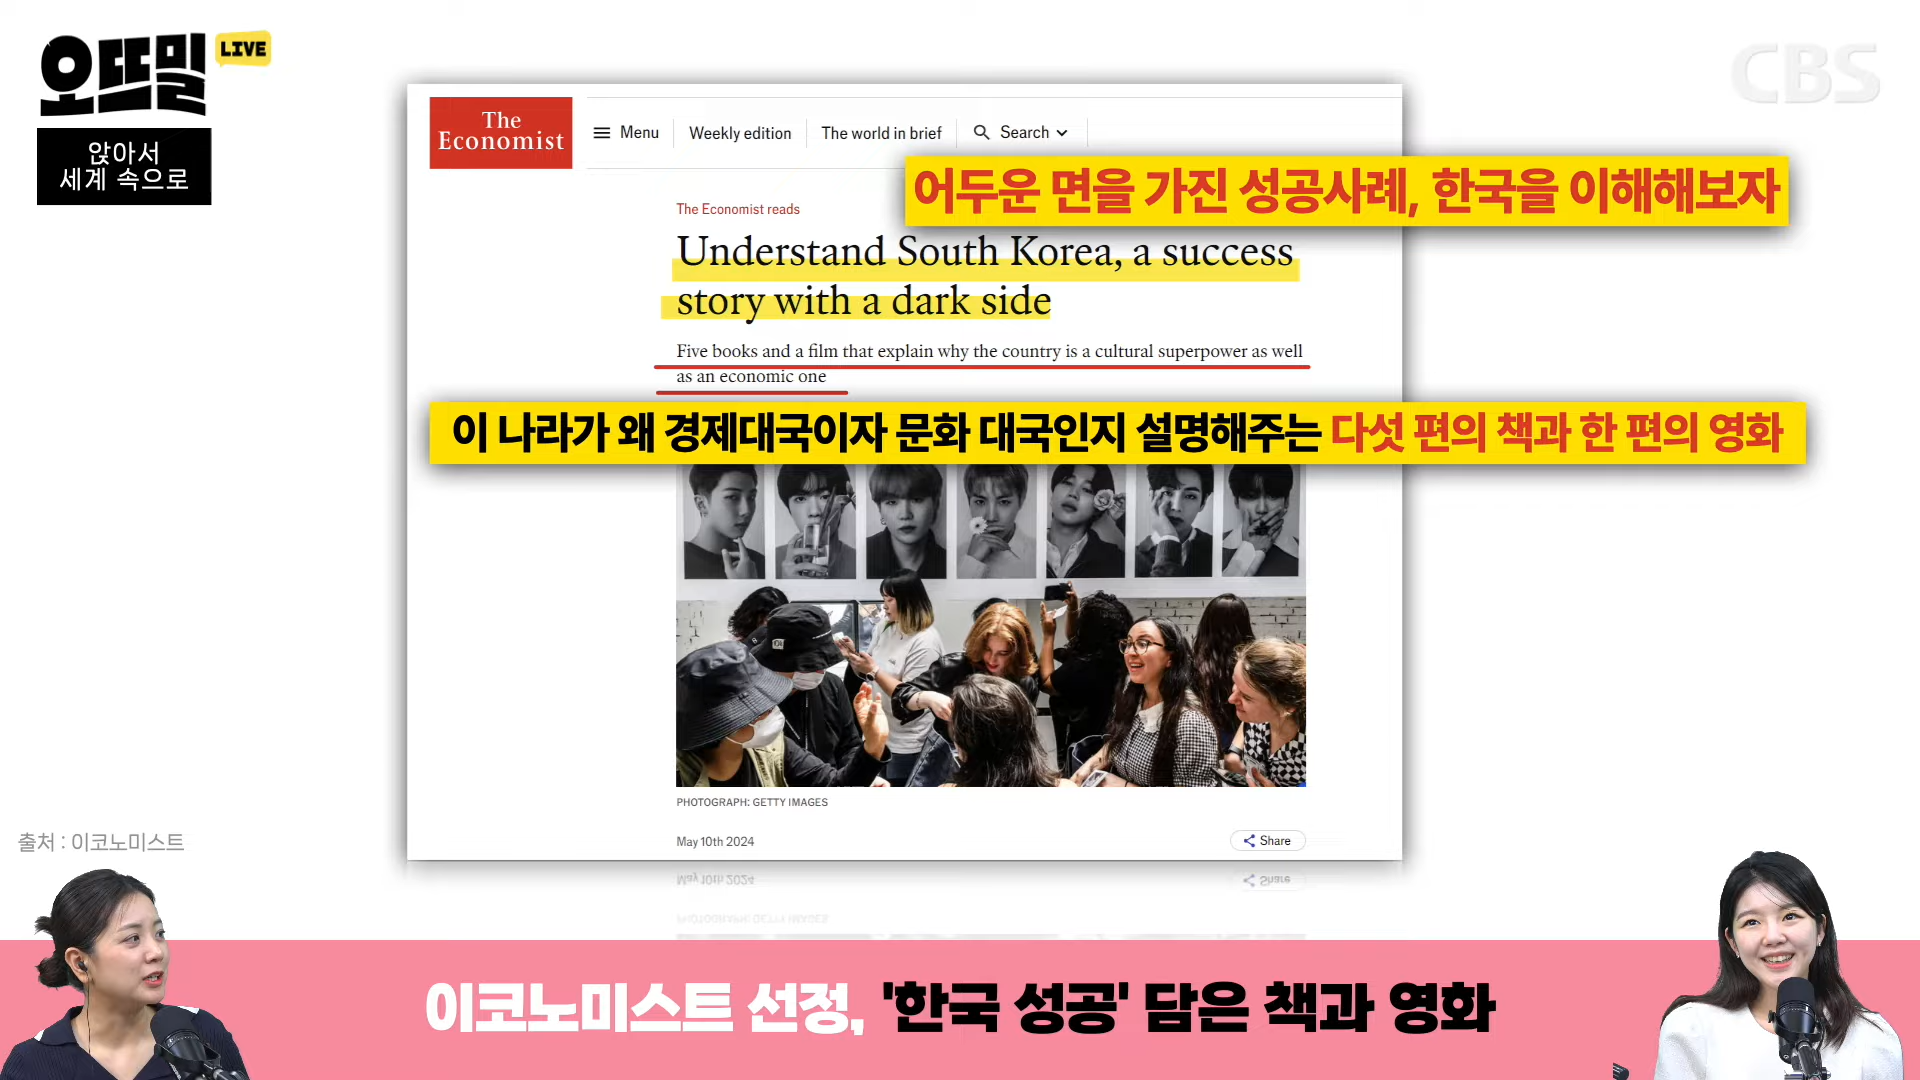 오뜨밀 LIVE
앉아서
세계 속으로
CBS
The
Economist
Menu
Weekly edition
The world in brief
Search
어두운 면을 가진 성공사례, 한국을 이해해보자
The Economist reads
Understand South Korea, a success
story with a dark side
Five books and a film that explain why the country is a cultural superpower as well
as an economic one
이 나라가 왜 경제대국이자 문화 대국인지 설명해주는 다섯 편의 책과 한 편의 영화
PHOTOGRAPH: GETTY IMAGES
May 10th 2024
Share
출처 : 이코노미스트
이코노미스트 선정, '한국 성공' 담은 책과 영화